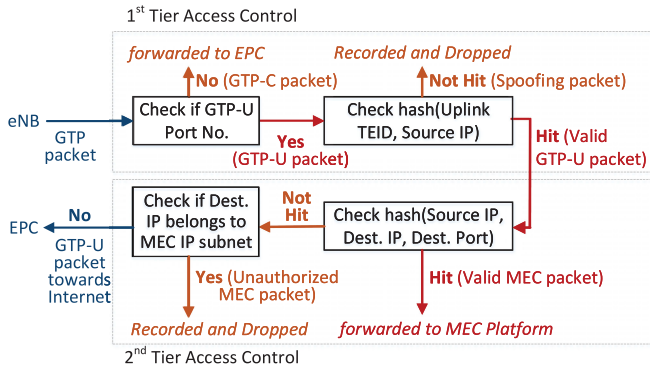 1st Tier Access Control
forwarded to EPC
Recorded and Dropped
No (GTP-C packet)
Not Hit (Spoofing packet)
eNB
GTP
packet
Check if GTP-U
Port No.
Yes
(GTP-U packet)
Check hash(Uplink
TEID, Source IP)
Hit (Valid
GTP-U packet)
Check hash(Source IP,
Dest. IP, Dest. Port)
Not
Hit
Check if Dest.
IP belongs to
MEC IP subnet
No
EPC
GTP-U
packet
towards
Internet
Yes (Unauthorized
MEC packet)
Hit (Valid MEC packet)
Recorded and Dropped
forwarded to MEC Platform
2nd Tier Access Control